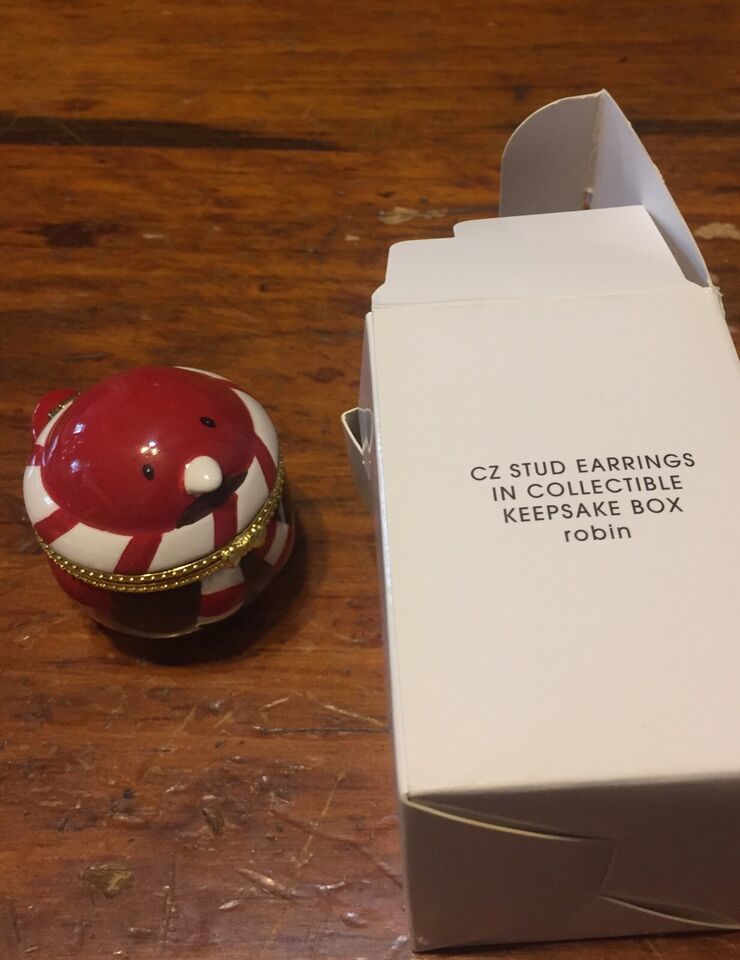 CZ STUD EARRINGS
IN COLLECTIBLE
KEEPSAKE BOX
robin